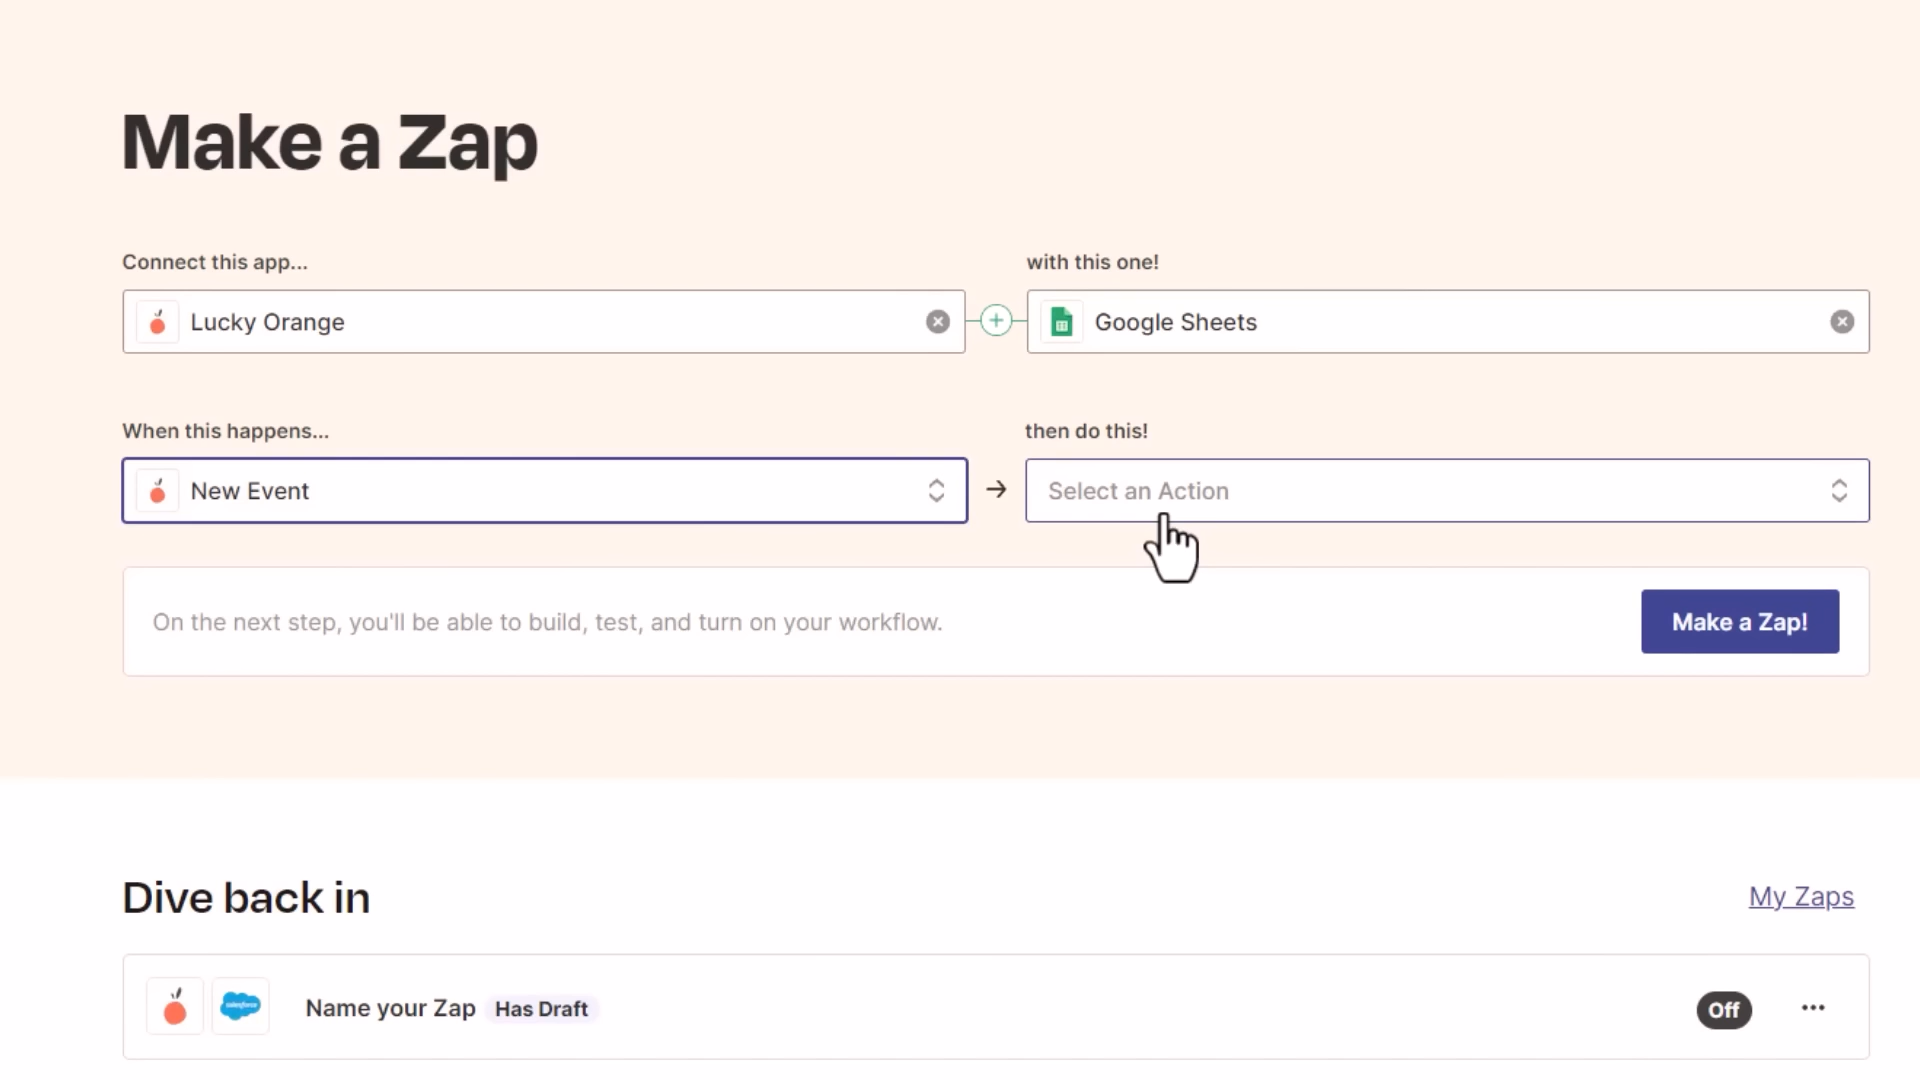 Make a Zap
Connect this app...
with this one!
Lucky Orange
Google Sheets
When this happens...
then do this!
New Event
Select an Action
On the next step, you'll be able to build, test, and turn on your workflow.
Make a Zap!
Dive back in
My Zaps
salesforce
Name your Zap
Has Draft
Off